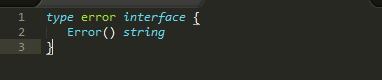 1 type error interface {
2 Error() string
3 }